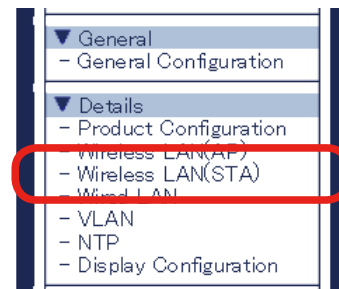 ▼ General
- General Configuration
▼ Details
- Product Configuration
- Wireless LAN(AP)
- Wireless LAN(STA)
- Wired LAN
- VLAN
- NTP
- Display Configuration